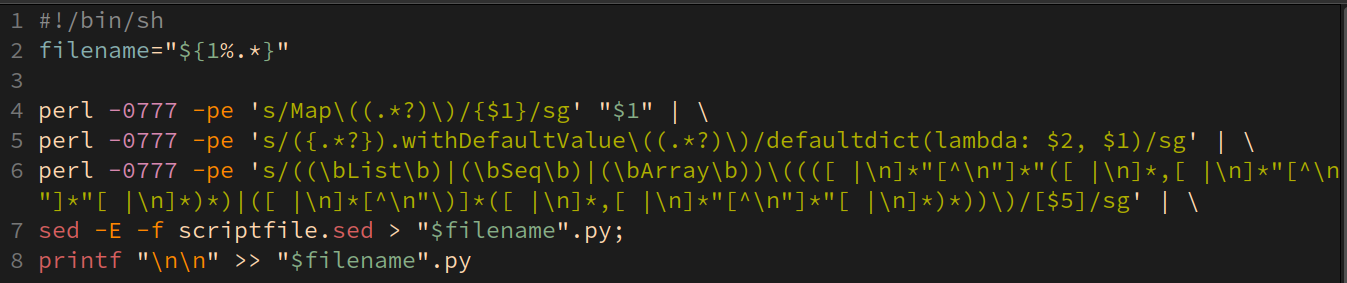 1 #!/bin/sh
2 filename="${1%.*}"
3
4 perl -0777 -pe 's/Map\((.*?)\)/{$1}/sg' "$1" | \
5 perl -0777 -pe 's/({.*?}).withDefaultValue\((.*?)\)/defaultdict(lambda: $2, $1)/sg' | \
6 perl -0777 -pe 's/((\bList\b)|(\bSeq\b)|(\bArray\b))\((([ |\n]*"[^\n"]*"([ |\n]*,[ |\n]*"[^\n
6 "]*"[ |\n]*)*)|([ |\n]*[^\n"\)]*([ |\n]*,[ |\n]*"[^\n"]*"[ |\n]*)*))\)/[$5]/sg' | \
7 sed -E -f scriptfile.sed > "$filename".py;
8 printf "\n\n" >> "$filename".py